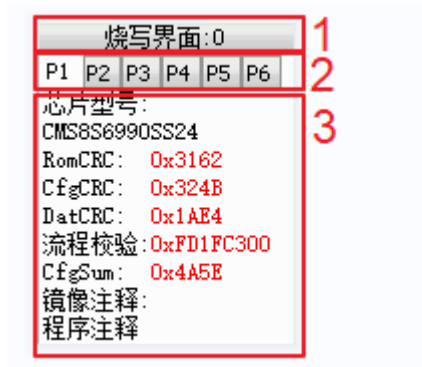 烧写界面:0
1
P1 P2 P3 P4 P5 P6
2
芯片型号:
3
CMS8S6990SS24
RomCRC: 0x3162
CfgCRC: 0x324B
DatCRC: 0x1AE4
流程校验:0xFD1FC300
CfgSum: 0x4A5E
镜像注释:
程序注释